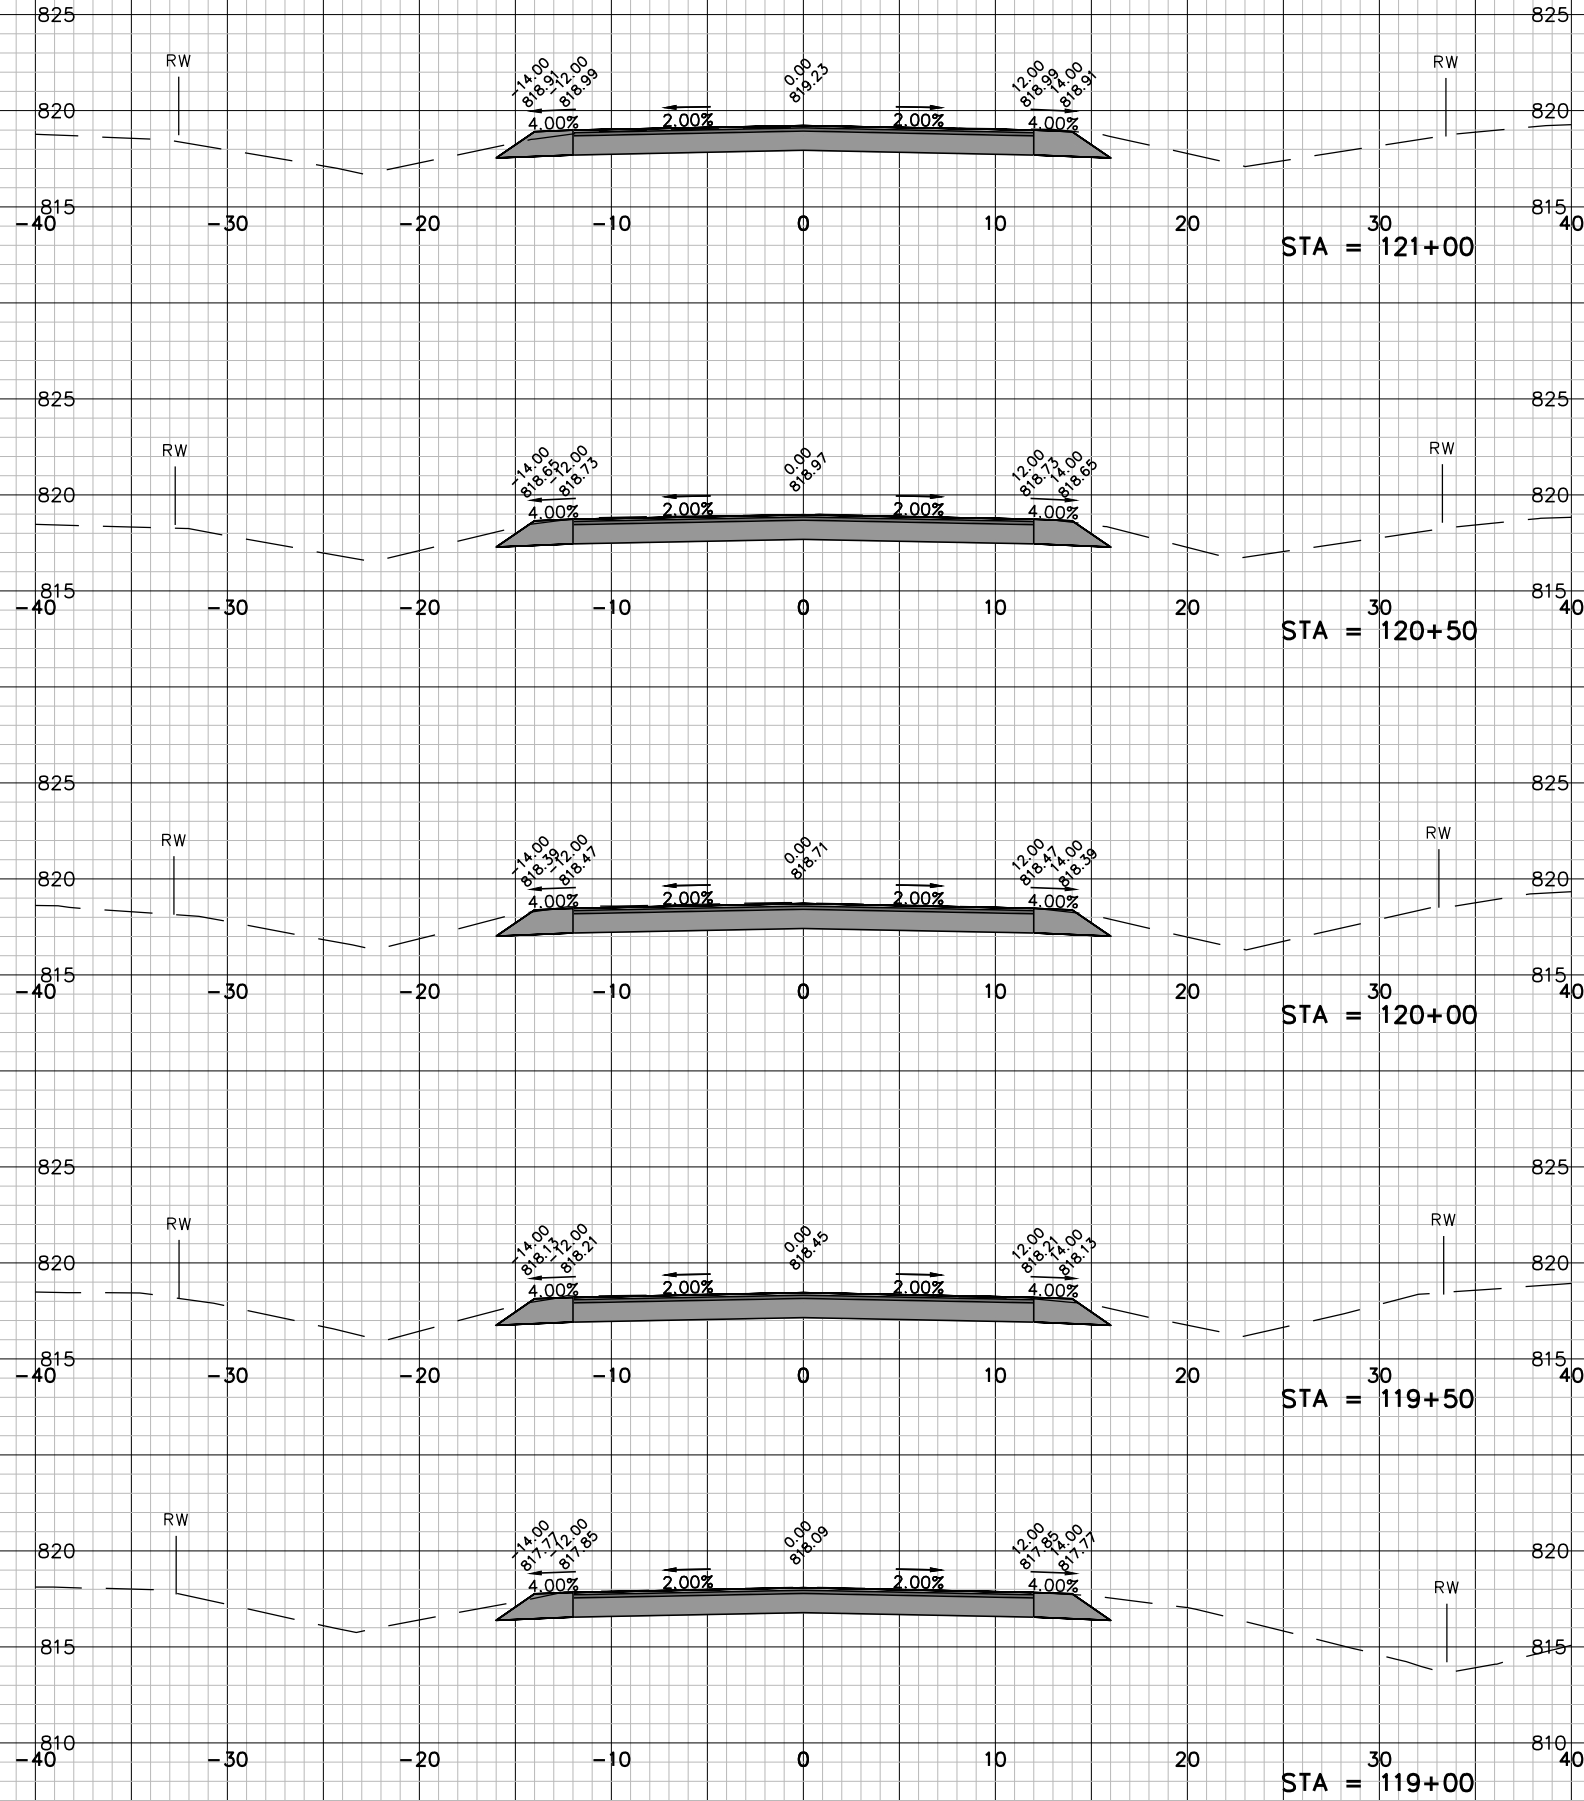 825 825
RW -14.00 818.91 -12.00 818.99 0.00 819.23 12.00 818.99 14.00 818.91 RW
820 4.00% 2.00% 2.00% 4.00% 820
815 815
-40 -30 -20 -10 0 10 20 30 40
STA = 121+00
825 825
RW -14.00 818.65 -12.00 818.73 0.00 818.97 12.00 818.73 14.00 818.65 RW
820 4.00% 2.00% 2.00% 4.00% 820
815 815
-40 -30 -20 -10 0 10 20 30 40
STA = 120+50
825 825
RW -14.00 818.39 -12.00 818.47 0.00 818.71 12.00 818.47 14.00 818.39 RW
820 4.00% 2.00% 2.00% 4.00% 820
815 815
-40 -30 -20 -10 0 10 20 30 40
STA = 120+00
825 825
RW -14.00 818.13 -12.00 818.21 0.00 818.45 12.00 818.21 14.00 818.13 RW
820 4.00% 2.00% 2.00% 4.00% 820
815 815
-40 -30 -20 -10 0 10 20 30 40
STA = 119+50
RW -14.00 817.77 -12.00 817.85 0.00 818.09 12.00 817.85 14.00 817.77
820 820
4.00% 2.00% 2.00% 4.00% RW
815 815
810 810
-40 -30 -20 -10 0 10 20 30 40
STA = 119+00